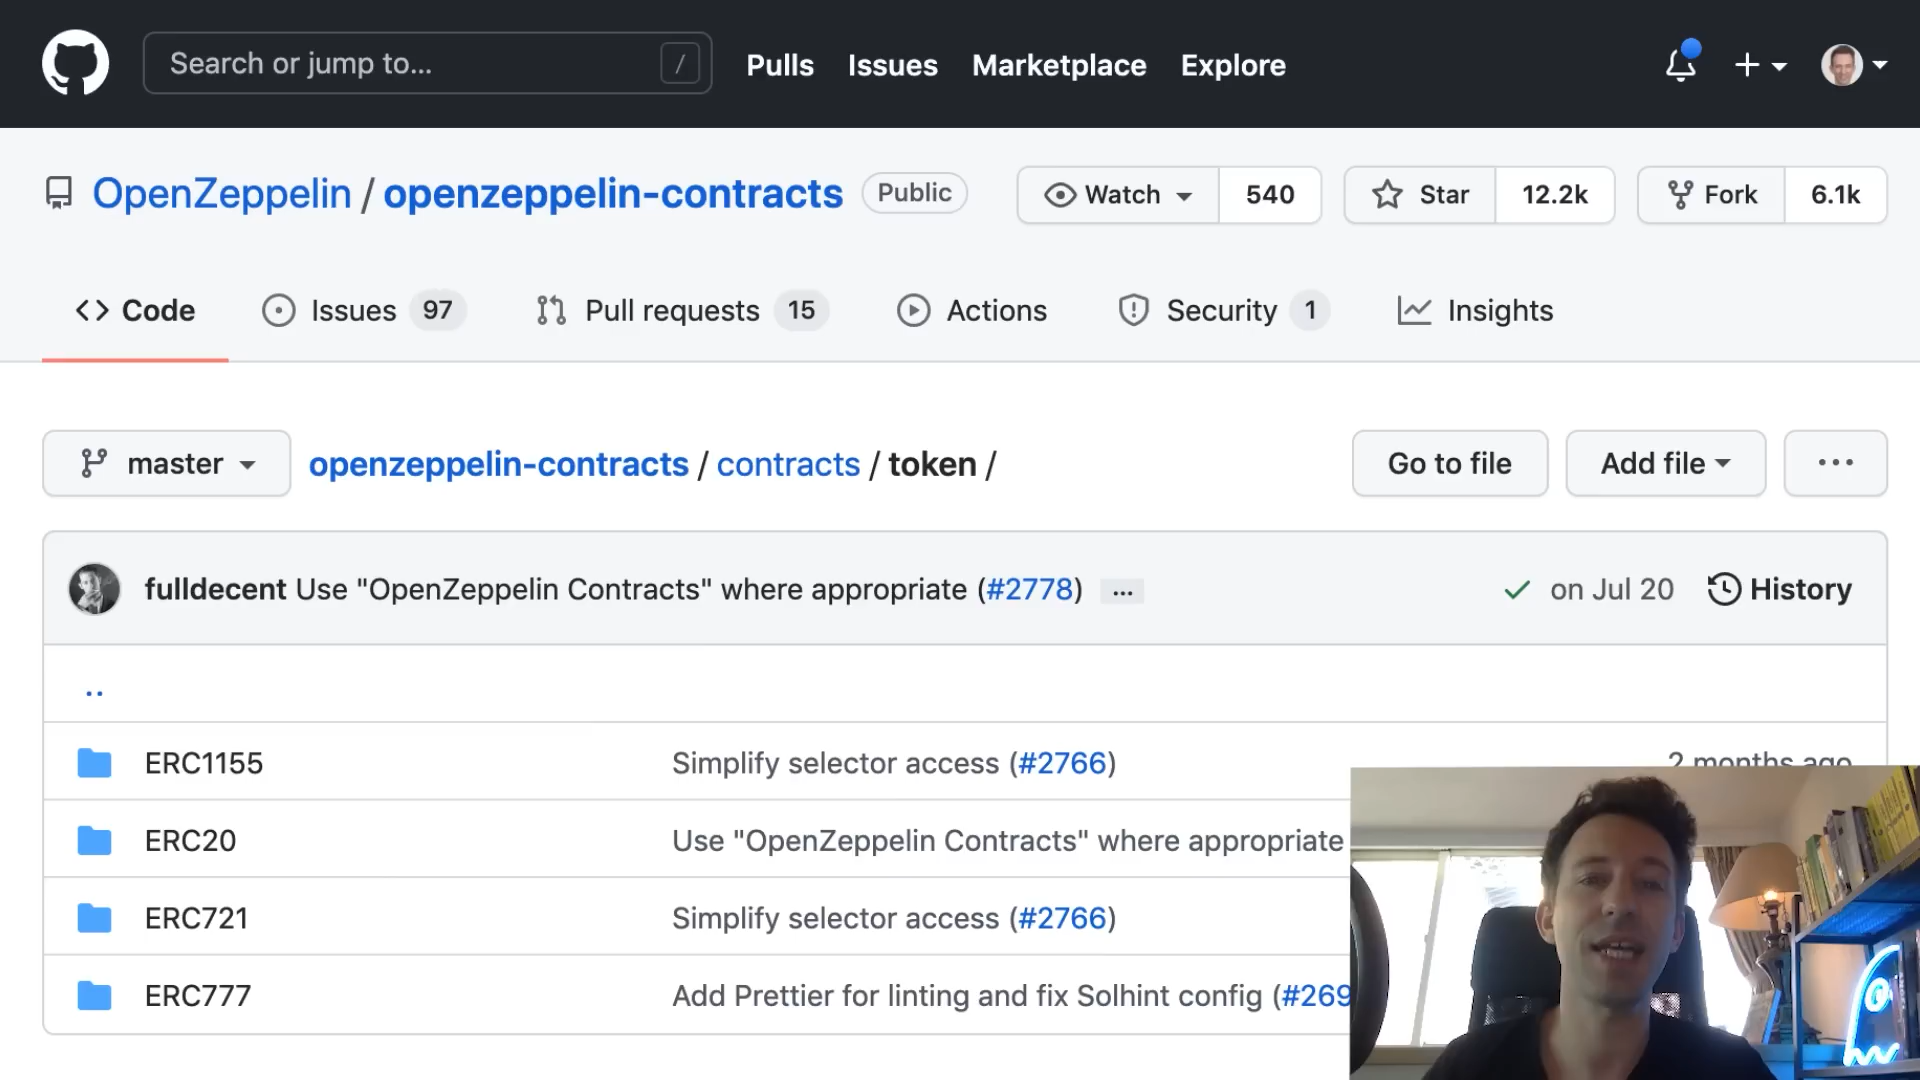 Search or jump to... /
Pulls Issues Marketplace Explore
OpenZeppelin / openzeppelin-contracts Public
Watch 540 Star 12.2k Fork 6.1k
Code Issues 97 Pull requests 15 Actions Security 1 Insights
master openzeppelin-contracts / contracts / token / Go to file Add file ...
fulldecent Use "OpenZeppelin Contracts" where appropriate (#2778) ... on Jul 20 History
..
ERC1155 Simplify selector access (#2766) 2 months ago
ERC20 Use "OpenZeppelin Contracts" where appropriate
ERC721 Simplify selector access (#2766)
ERC777 Add Prettier for linting and fix Solhint config (#269